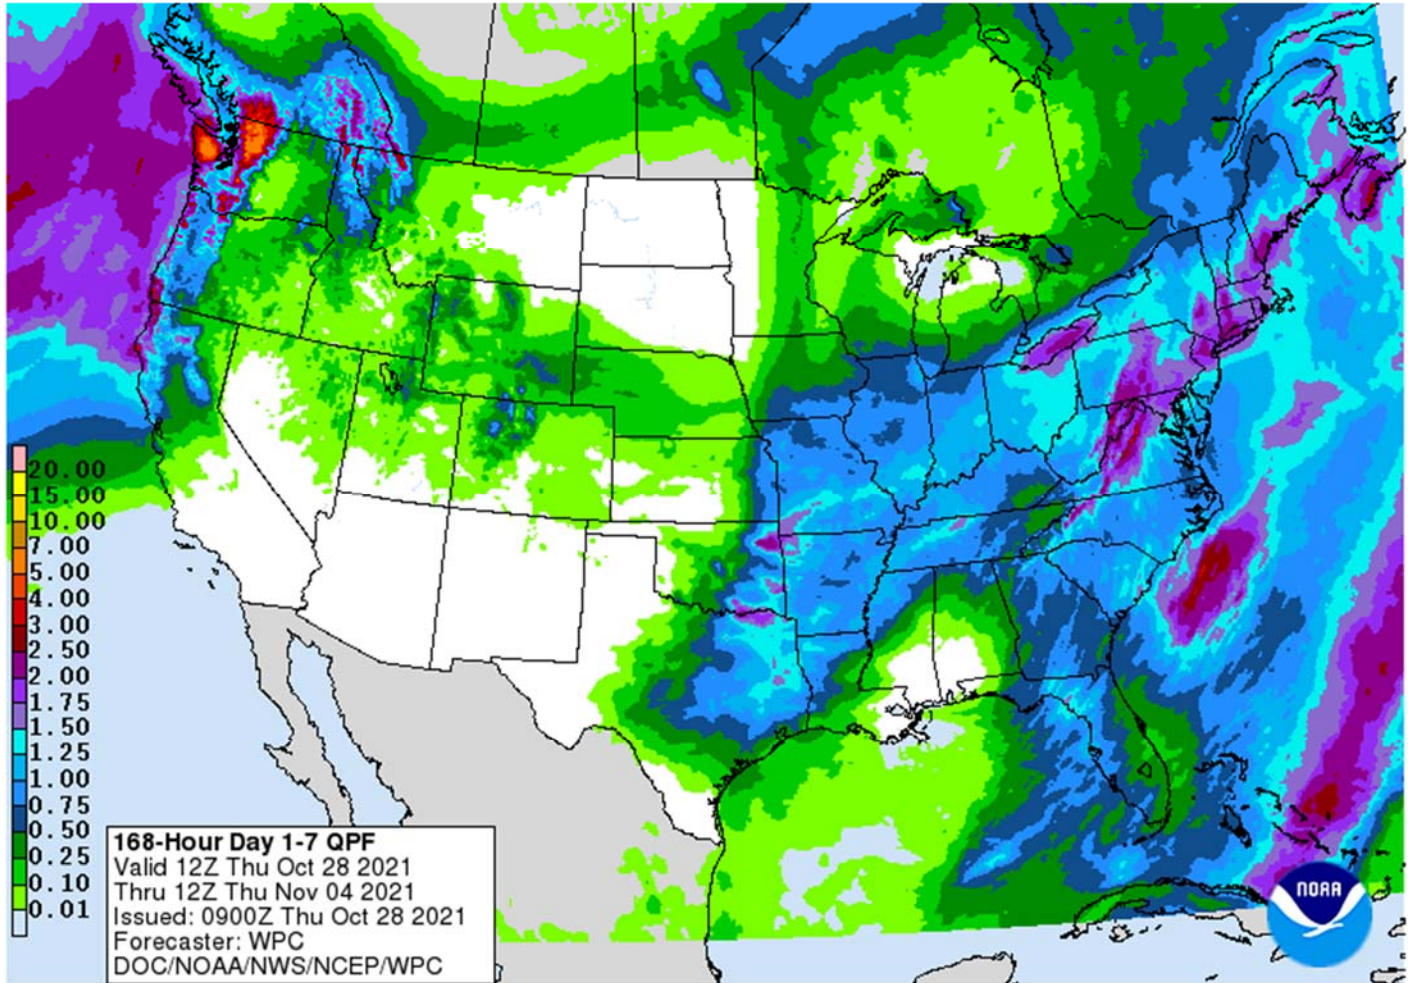 20.00
15.00
10.00
7.00
5.00
4.00
3.00
2.50
2.00
1.75
1.50
1.25
1.00
0.75
0.50
0.25
0.10
0.01
168-Hour Day 1-7 QPF
Valid 12Z Thu Oct 28 2021
Thru 12Z Thu Nov 04 2021
Issued: 0900Z Thu Oct 28 2021
Forecaster: WPC
DOC/NOAA/NWS/NCEP/WPC
NOAA